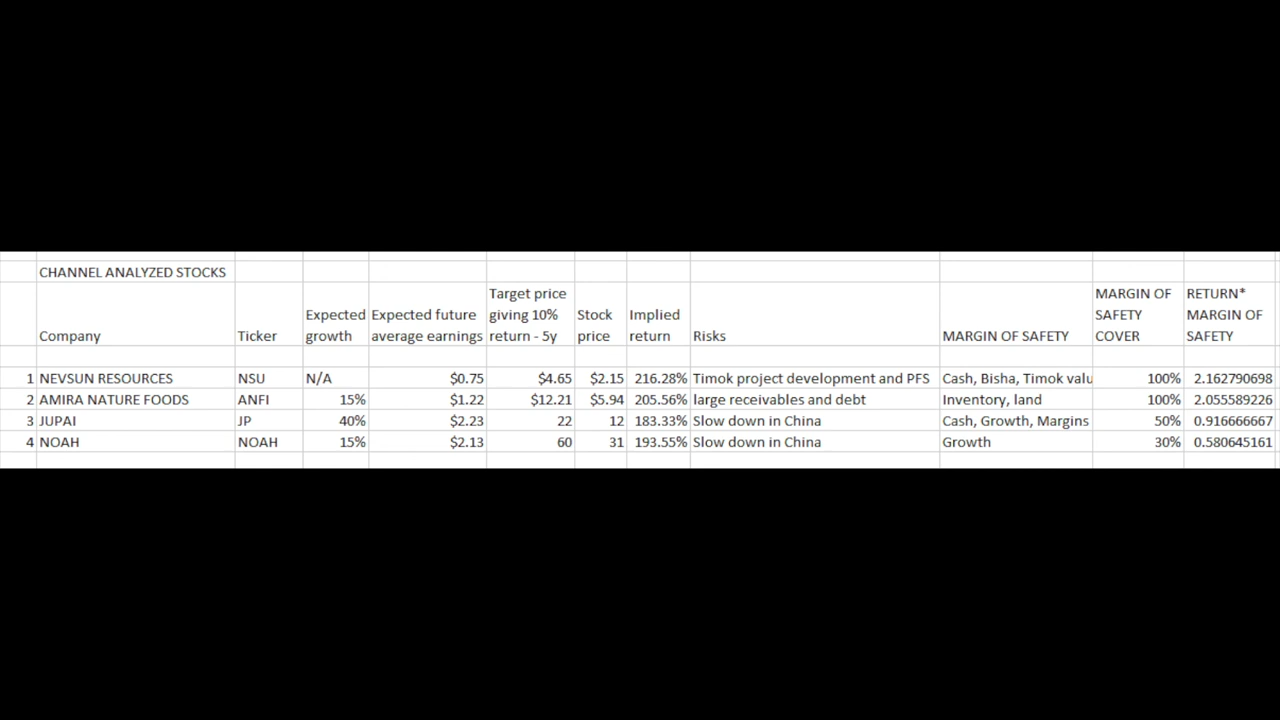 CHANNEL ANALYZED STOCKS
Company Ticker Expected growth Expected future average earnings Target price giving 10% return - 5y Stock price Implied return Risks MARGIN OF SAFETY MARGIN OF SAFETY COVER RETURN* MARGIN OF SAFETY
1 NEVSUN RESOURCES NSU N/A $0.75 $4.65 $2.15 216.28% Timok project development and PFS Cash, Bisha, Timok valu 100% 2.162790698
2 AMIRA NATURE FOODS ANFI 15% $1.22 $12.21 $5.94 205.56% large receivables and debt Inventory, land 100% 2.055589226
3 JUPAI JP 40% $2.23 22 12 183.33% Slow down in China Cash, Growth, Margins 50% 0.916666667
4 NOAH NOAH 15% $2.13 60 31 193.55% Slow down in China Growth 30% 0.580645161